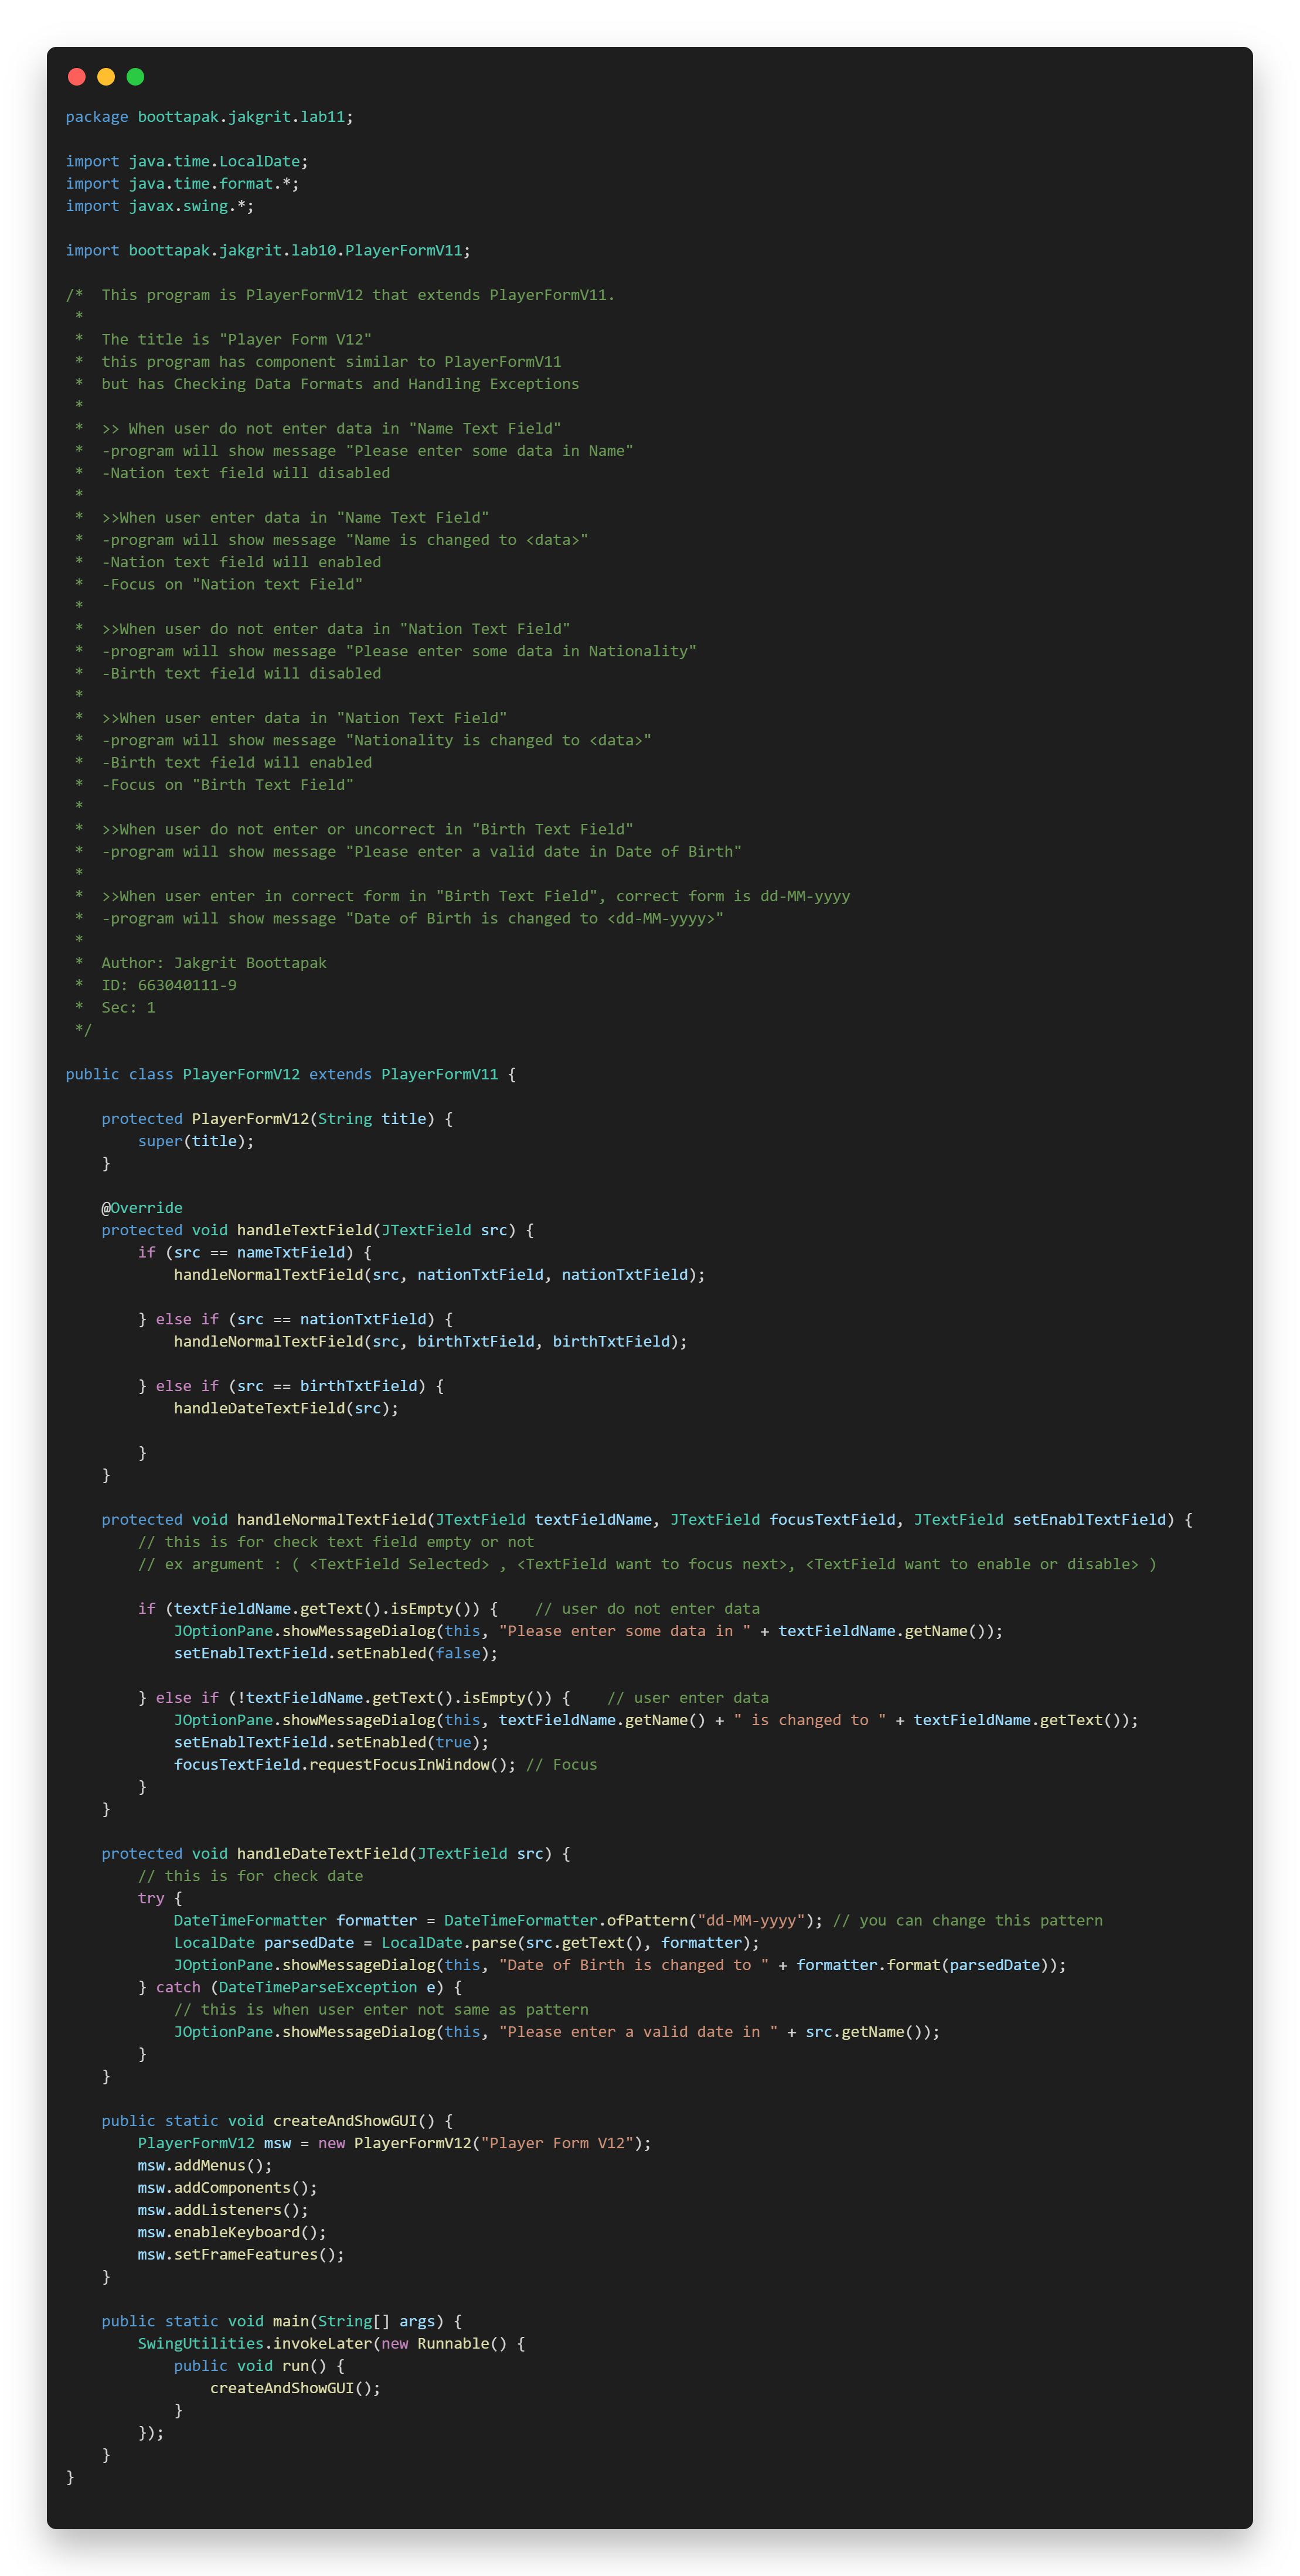 package boottapak.jakgrit.lab11;

import java.time.LocalDate;
import java.time.format.*;
import javax.swing.*;

import boottapak.jakgrit.lab10.PlayerFormV11;

/*  This program is PlayerFormV12 that extends PlayerFormV11.
 *
 *  The title is "Player Form V12"
 *  this program has component similar to PlayerFormV11
 *  but has Checking Data Formats and Handling Exceptions
 *
 *  >> When user do not enter data in "Name Text Field"
 *  -program will show message "Please enter some data in Name"
 *  -Nation text field will disabled
 *
 *  >>When user enter data in "Name Text Field"
 *  -program will show message "Name is changed to <data>"
 *  -Nation text field will enabled
 *  -Focus on "Nation text Field"
 *
 *  >>When user do not enter data in "Nation Text Field"
 *  -program will show message "Please enter some data in Nationality"
 *  -Birth text field will disabled
 *
 *  >>When user enter data in "Nation Text Field"
 *  -program will show message "Nationality is changed to <data>"
 *  -Birth text field will enabled
 *  -Focus on "Birth Text Field"
 *
 *  >>When user do not enter or uncorrect in "Birth Text Field"
 *  -program will show message "Please enter a valid date in Date of Birth"
 *
 *  >>When user enter in correct form in "Birth Text Field", correct form is dd-MM-yyyy
 *  -program will show message "Date of Birth is changed to <dd-MM-yyyy>"
 *
 *  Author: Jakgrit Boottapak
 *  ID: 663040111-9
 *  Sec: 1
 */

public class PlayerFormV12 extends PlayerFormV11 {

    protected PlayerFormV12(String title) {
        super(title);
    }

    @Override
    protected void handleTextField(JTextField src) {
        if (src == nameTxtField) {
            handleNormalTextField(src, nationTxtField, nationTxtField);

        } else if (src == nationTxtField) {
            handleNormalTextField(src, birthTxtField, birthTxtField);

        } else if (src == birthTxtField) {
            handleDateTextField(src);

        }
    }

    protected void handleNormalTextField(JTextField textFieldName, JTextField focusTextField, JTextField setEnablTextField) {
        // this is for check text field empty or not
        // ex argument : ( <TextField Selected> , <TextField want to focus next>, <TextField want to enable or disable> )

        if (textFieldName.getText().isEmpty()) {    // user do not enter data
            JOptionPane.showMessageDialog(this, "Please enter some data in " + textFieldName.getName());
            setEnablTextField.setEnabled(false);

        } else if (!textFieldName.getText().isEmpty()) {    // user enter data
            JOptionPane.showMessageDialog(this, textFieldName.getName() + " is changed to " + textFieldName.getText());
            setEnablTextField.setEnabled(true);
            focusTextField.requestFocusInWindow(); // Focus
        }
    }

    protected void handleDateTextField(JTextField src) {
        // this is for check date
        try {
            DateTimeFormatter formatter = DateTimeFormatter.ofPattern("dd-MM-yyyy"); // you can change this pattern
            LocalDate parsedDate = LocalDate.parse(src.getText(), formatter);
            JOptionPane.showMessageDialog(this, "Date of Birth is changed to " + formatter.format(parsedDate));
        } catch (DateTimeParseException e) {
            // this is when user enter not same as pattern
            JOptionPane.showMessageDialog(this, "Please enter a valid date in " + src.getName());
        }
    }

    public static void createAndShowGUI() {
        PlayerFormV12 msw = new PlayerFormV12("Player Form V12");
        msw.addMenus();
        msw.addComponents();
        msw.addListeners();
        msw.enableKeyboard();
        msw.setFrameFeatures();
    }

    public static void main(String[] args) {
        SwingUtilities.invokeLater(new Runnable() {
            public void run() {
                createAndShowGUI();
            }
        });
    }
}